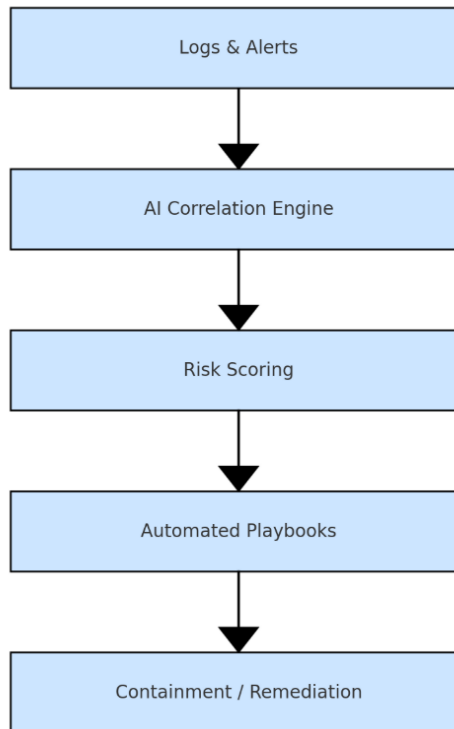 Logs & Alerts
AI Correlation Engine
Risk Scoring
Automated Playbooks
Containment / Remediation